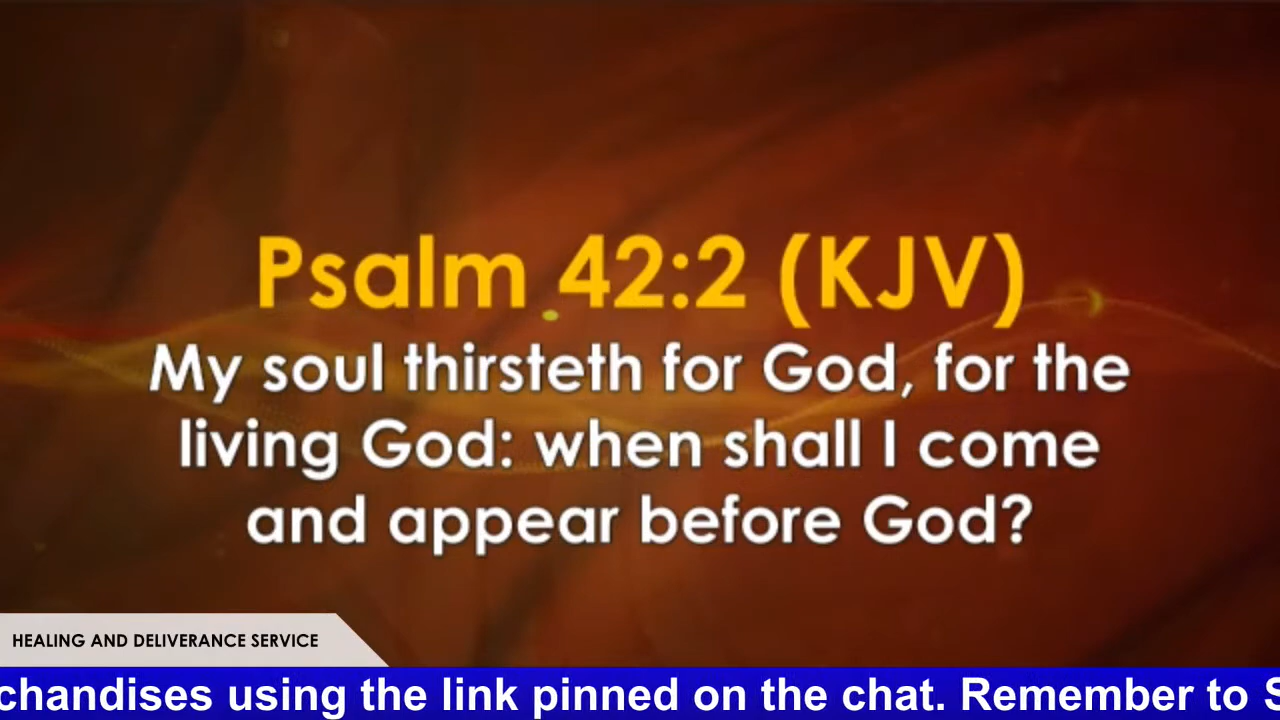 Psalm 42:2 (KJV)
My soul thirsteth for God, for the
living God: when shall I come
and appear before God?
HEALING AND DELIVERANCE SERVICE
chandises using the link pinned on the chat. Remember to S